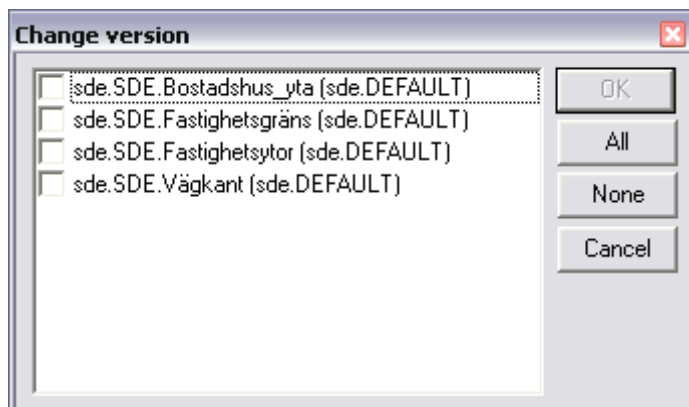 Change version
sde.SDE.Bostadshus_yta (sde.DEFAULT)
sde.SDE.Fastighetsgräns (sde.DEFAULT)
sde.SDE.Fastighetsytor (sde.DEFAULT)
sde.SDE.Vägkant (sde.DEFAULT)
OK
All
None
Cancel